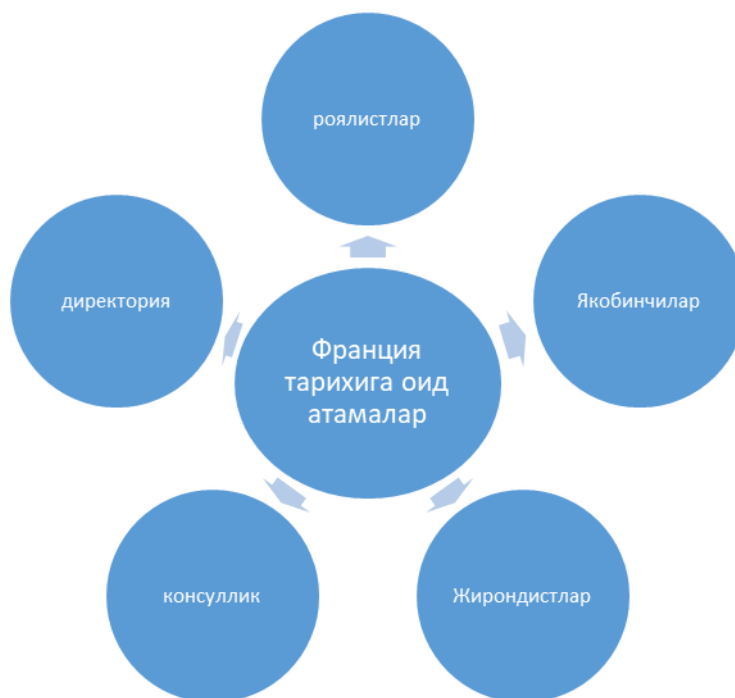 роялистлар
Якобинчилар
директория
Франция
тарихига оид
атамалар
консуллик
Жирондистлар